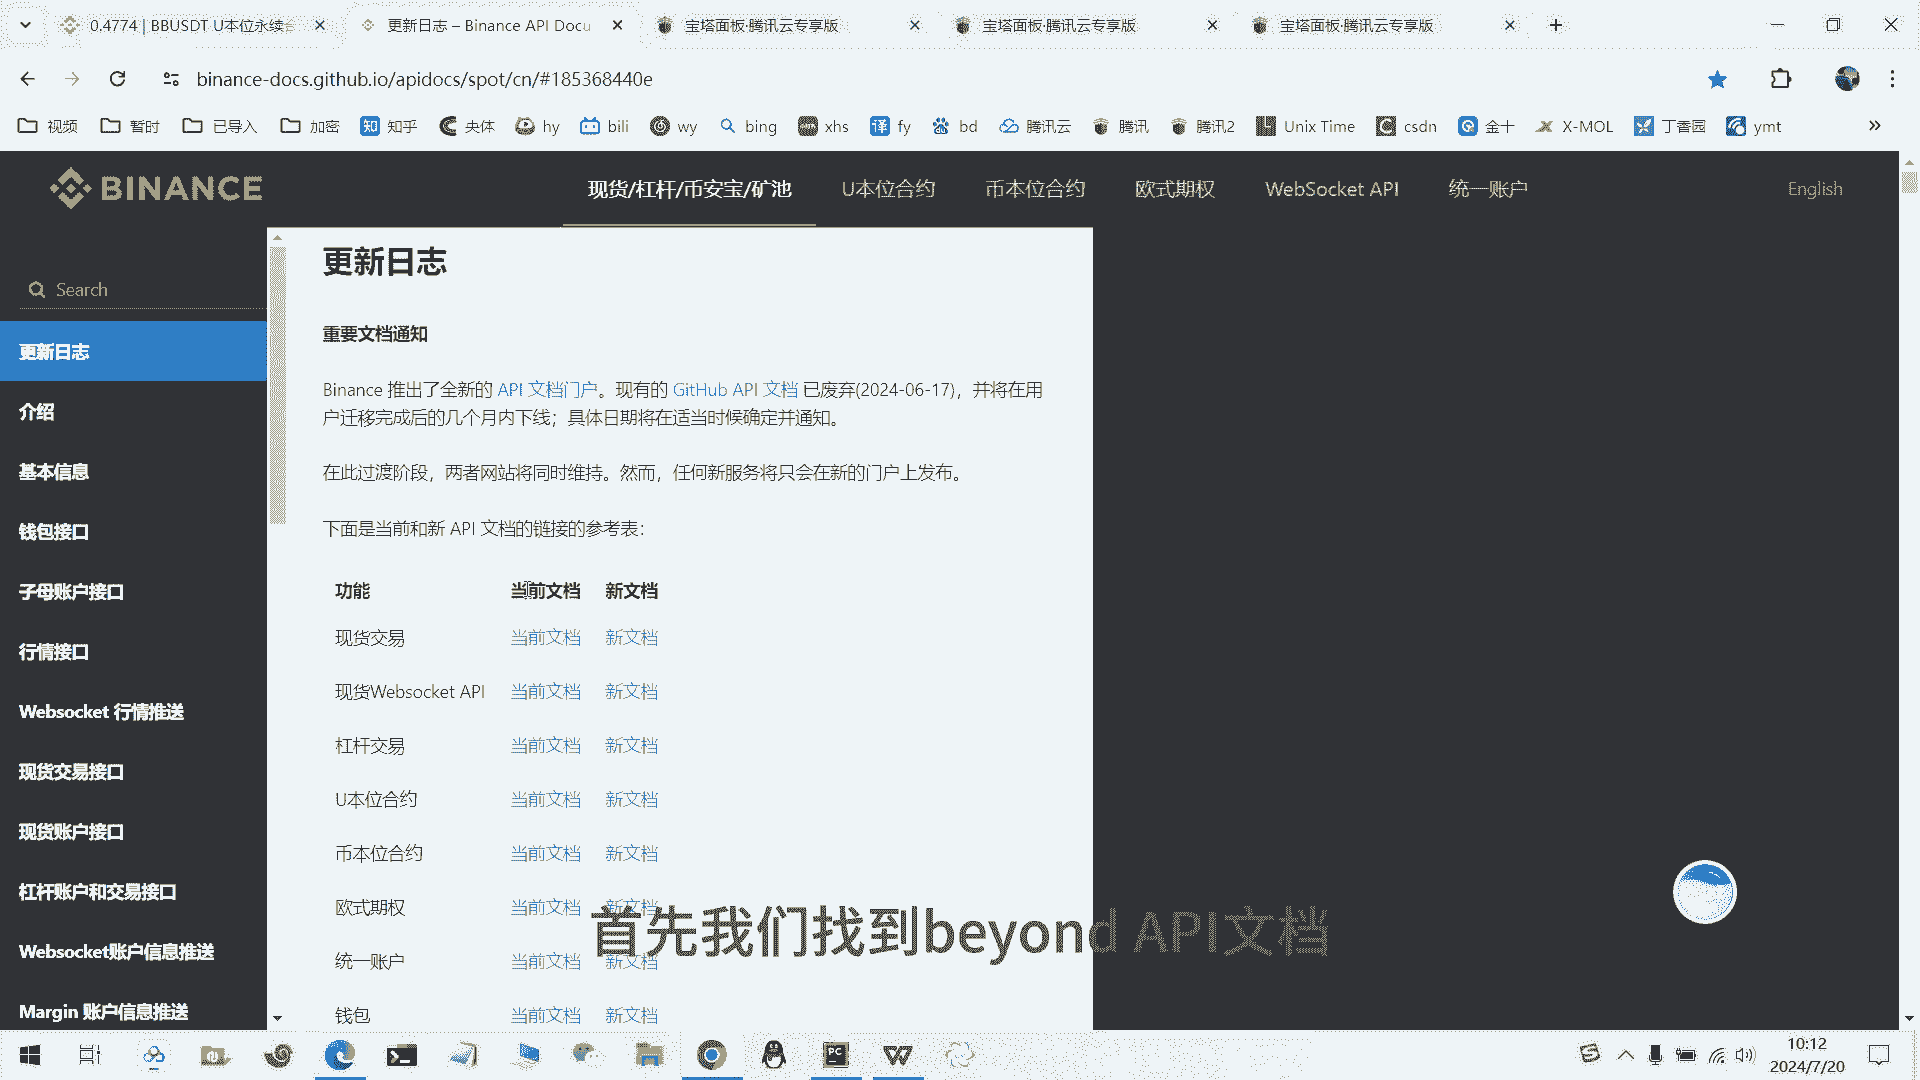 0.4774 | BBUSDT U本位永续合
更新日志 – Binance API Docu
宝塔面板·腾讯云专享版
宝塔面板·腾讯云专享版
宝塔面板·腾讯云专享版
binance-docs.github.io/apidocs/spot/cn/#185368440e
视频
暂时
已导入
加密
知乎
央体
hy
bili
wy
bing
xhs
fy
bd
腾讯云
腾讯
腾讯2
Unix Time
csdn
金十
X-MOL
丁香园
ymt
BINANCE
现货/杠杆/币安宝/矿池
U本位合约
币本位合约
欧式期权
WebSocket API
统一账户
English
Search
更新日志
介绍
基本信息
钱包接口
子母账户接口
行情接口
Websocket 行情推送
现货交易接口
现货账户接口
杠杆账户和交易接口
Websocket账户信息推送
Margin 账户信息推送
更新日志
重要文档通知
Binance 推出了全新的 API 文档门户。现有的 GitHub API 文档 已废弃(2024-06-17)，并将在用
户迁移完成后的几个月内下线；具体日期将在适当时候确定并通知。
在此过渡阶段，两者网站将同时维持。然而，任何新服务将只会在新的门户上发布。
下面是当前和新 API 文档的链接的参考表：
功能 当前文档 新文档
现货交易 当前文档 新文档
现货Websocket API 当前文档 新文档
杠杆交易 当前文档 新文档
U本位合约 当前文档 新文档
币本位合约 当前文档 新文档
欧式期权 当前文档 新文档
统一账户 当前文档 新文档
钱包 当前文档 新文档
首先我们找到beyond API文档
10:12
2024/7/20